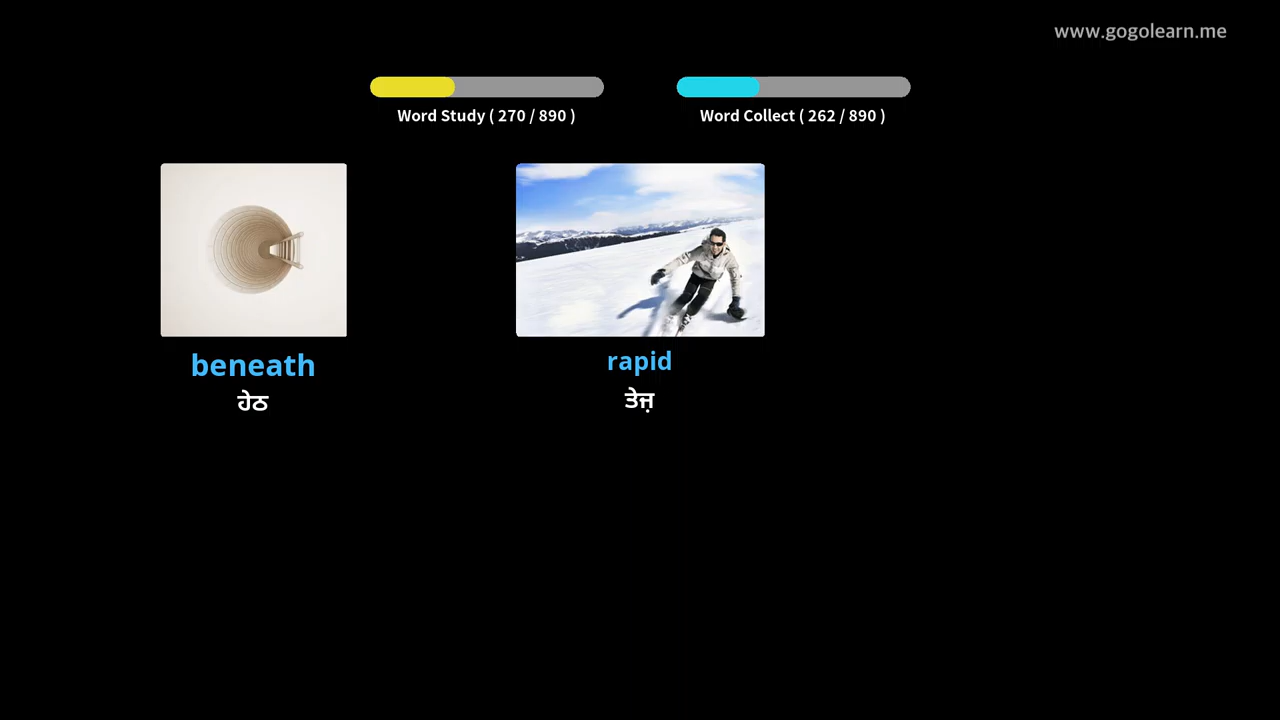 www.gogolearn.me
Word Study ( 270 / 890 )
Word Collect ( 262 / 890 )
beneath
ਹੇਠ
rapid
ਤੇਜ਼